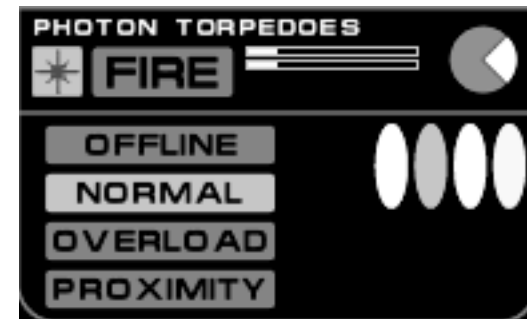 PHOTON TORPEDOES
FIRE
OFFLINE
NORMAL
OVERLOAD
PROXIMITY